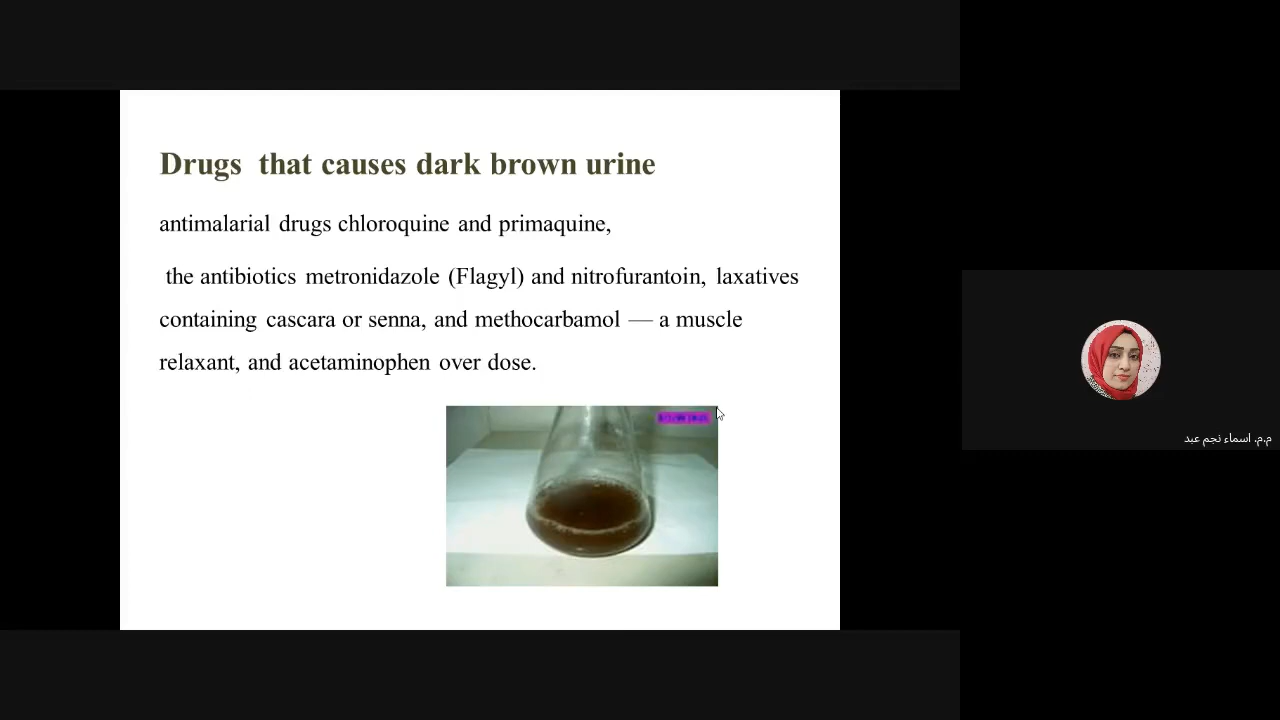 Drugs that causes dark brown urine
antimalarial drugs chloroquine and primaquine,
the antibiotics metronidazole (Flagyl) and nitrofurantoin, laxatives
containing cascara or senna, and methocarbamol — a muscle
relaxant, and acetaminophen over dose.
م.م. اسماء نجم عبد